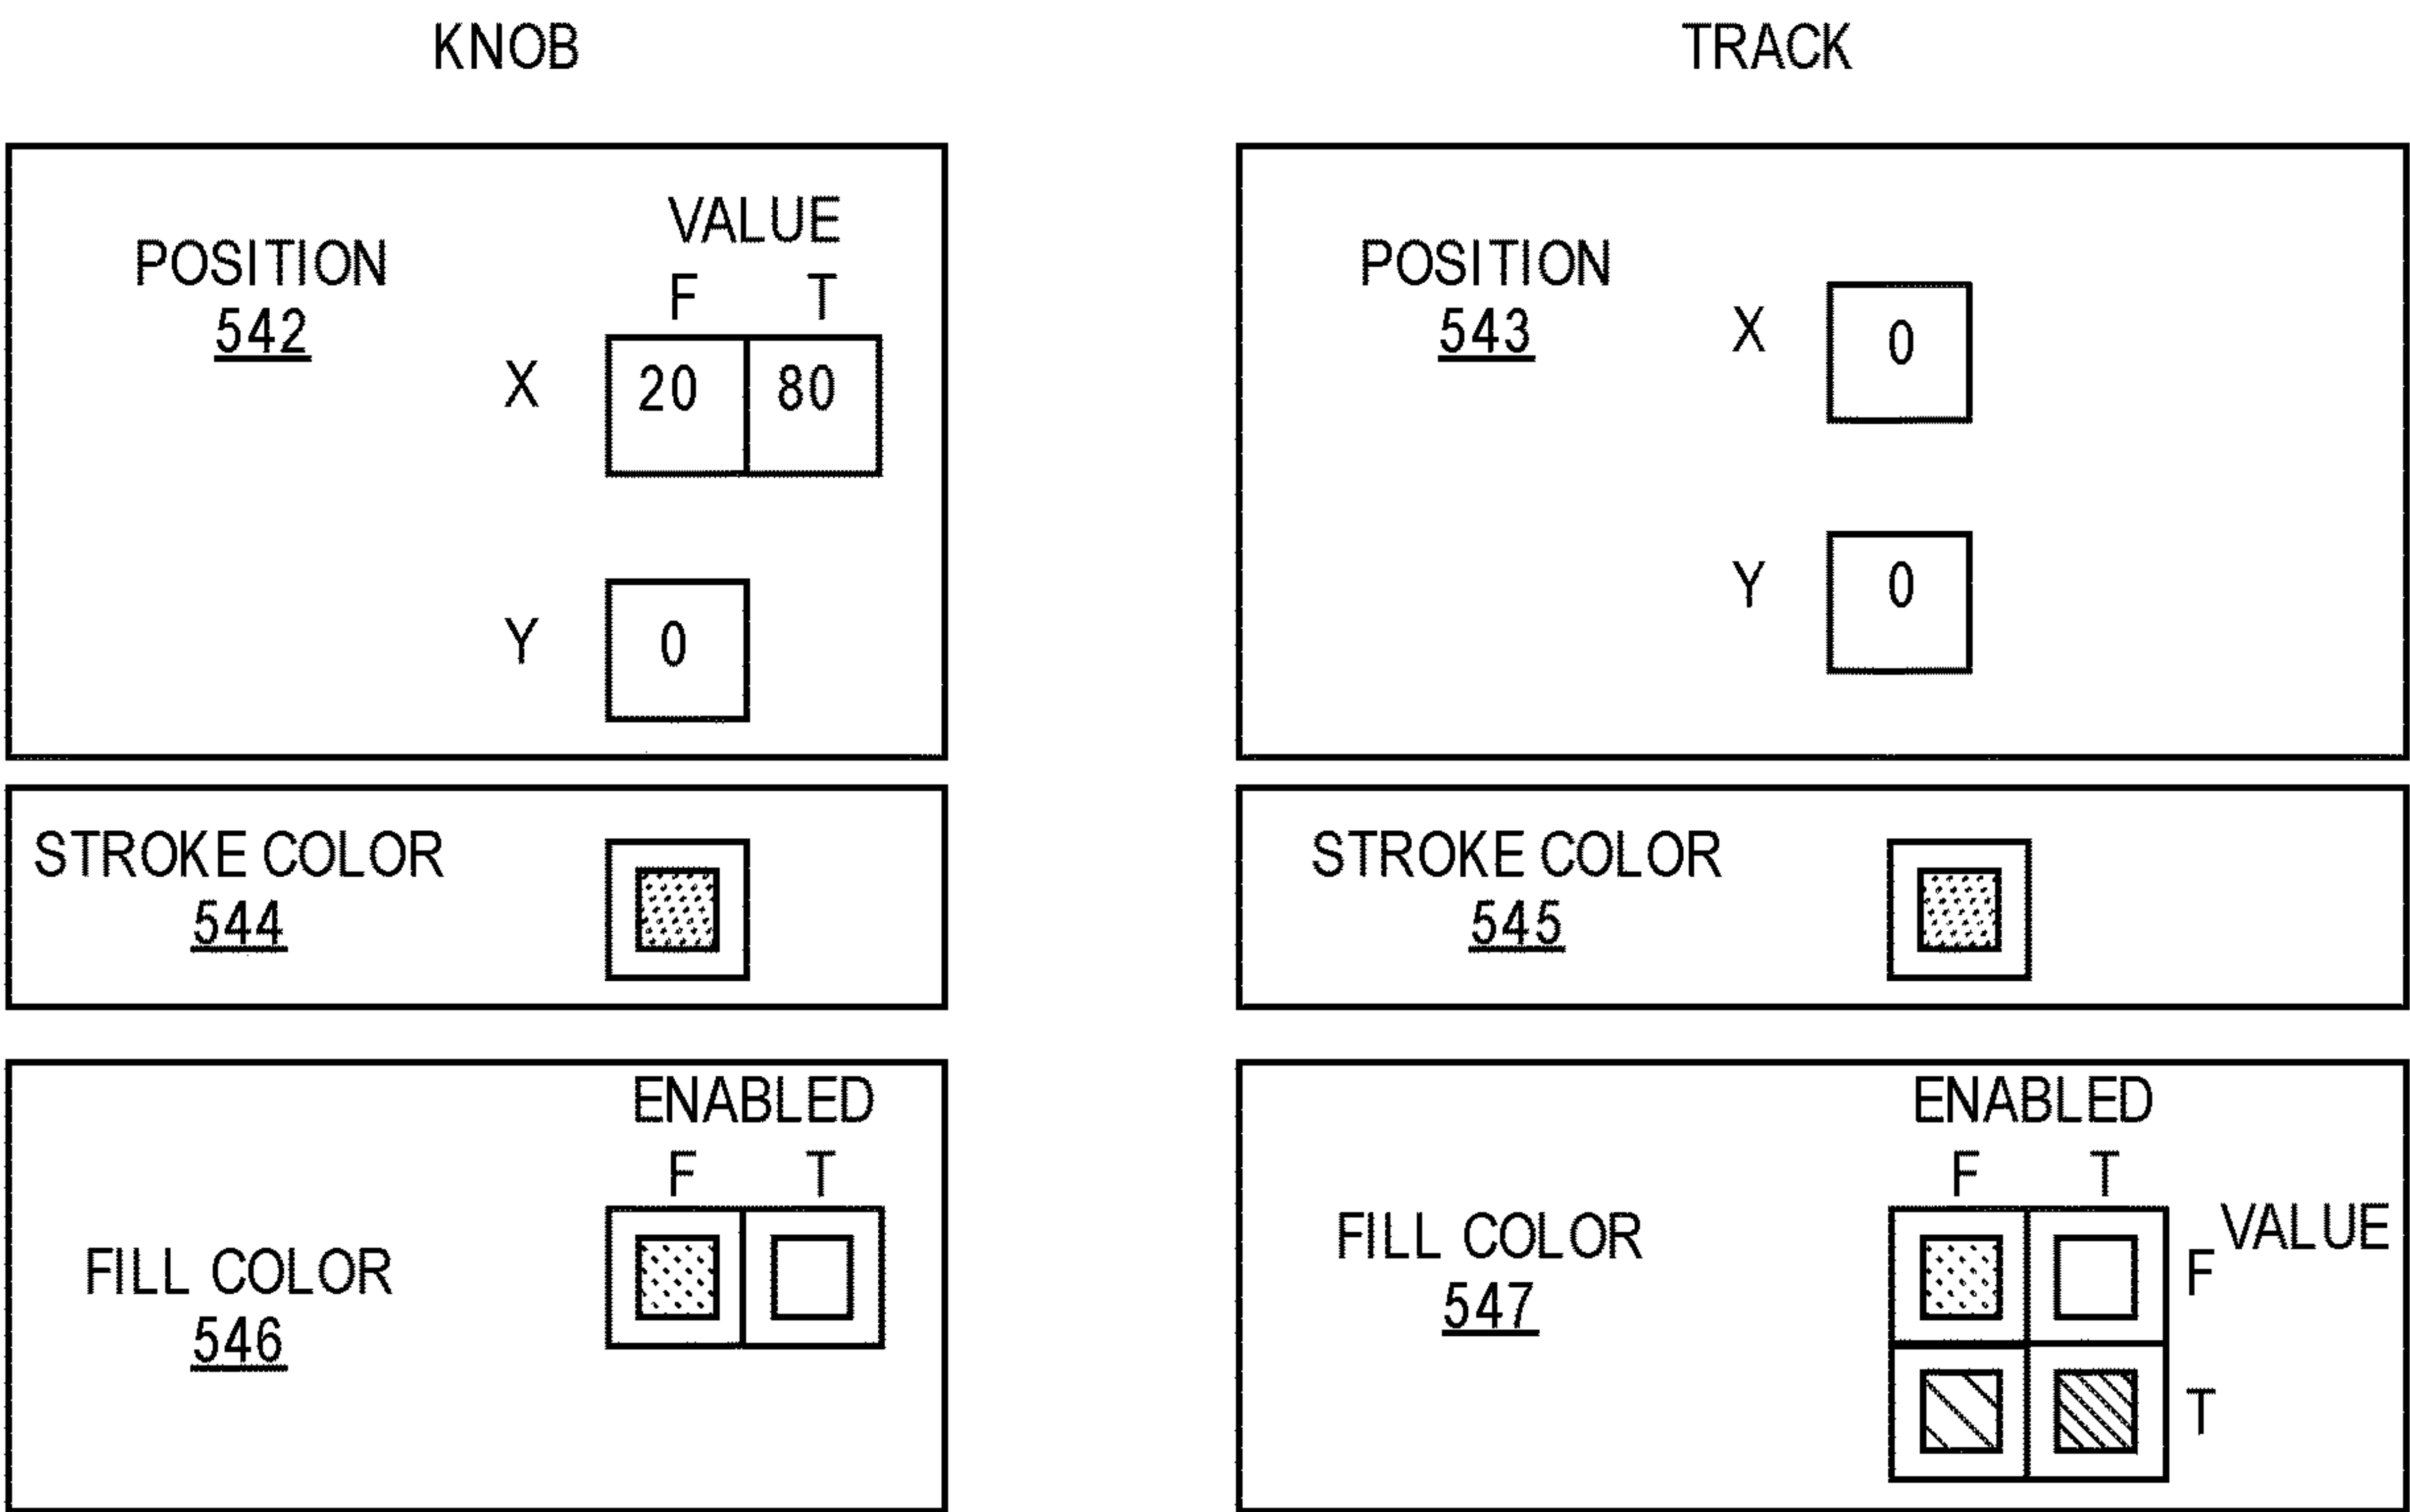 KNOB
TRACK
VALUE
POSITION
F T
542
X 20 80
Y 0
POSITION
543
X 0
Y 0
STROKE COLOR
544
STROKE COLOR
545
ENABLED
F T
FILL COLOR
546
ENABLED
F T
VALUE
FILL COLOR
F
547
T